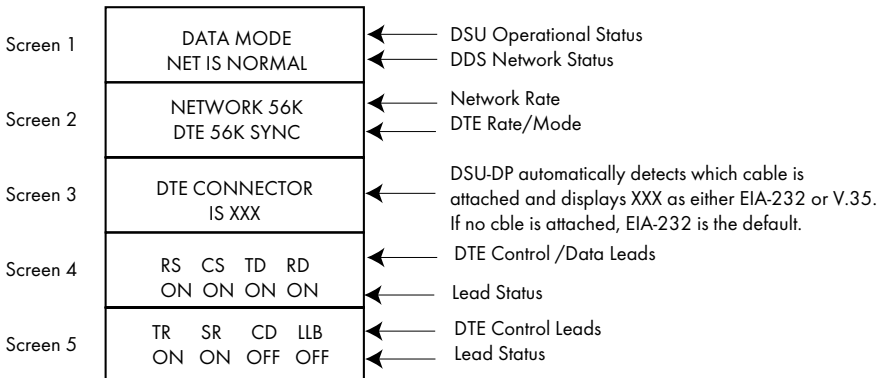 Screen 1
DATA MODE
NET IS NORMAL
DSU Operational Status
DDS Network Status
Screen 2
NETWORK 56K
DTE 56K SYNC
Network Rate
DTE Rate/Mode
Screen 3
DTE CONNECTOR
IS XXX
DSU-DP automatically detects which cable is
attached and displays XXX as either EIA-232 or V.35.
If no cble is attached, EIA-232 is the default.
Screen 4
RS CS TD RD
ON ON ON ON
DTE Control /Data Leads
Lead Status
Screen 5
TR SR CD LLB
ON ON OFF OFF
DTE Control Leads
Lead Status